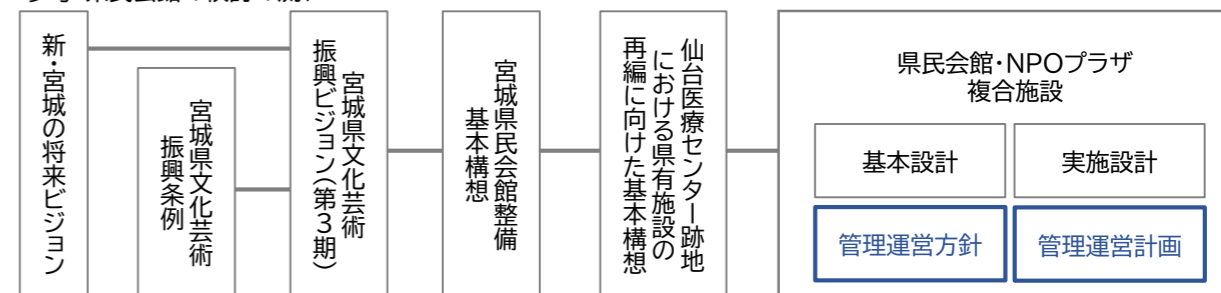 新・宮城の将来ビジョン
宮城県文化芸術
振興条例
宮城県文化芸術
振興ビジョン(第3期)
宮城県民会館整備
基本構想
仙台医療センター跡地
における県有施設の
再編に向けた基本構想
県民会館・NPOプラザ
複合施設
基本設計
実施設計
管理運営方針
管理運営計画